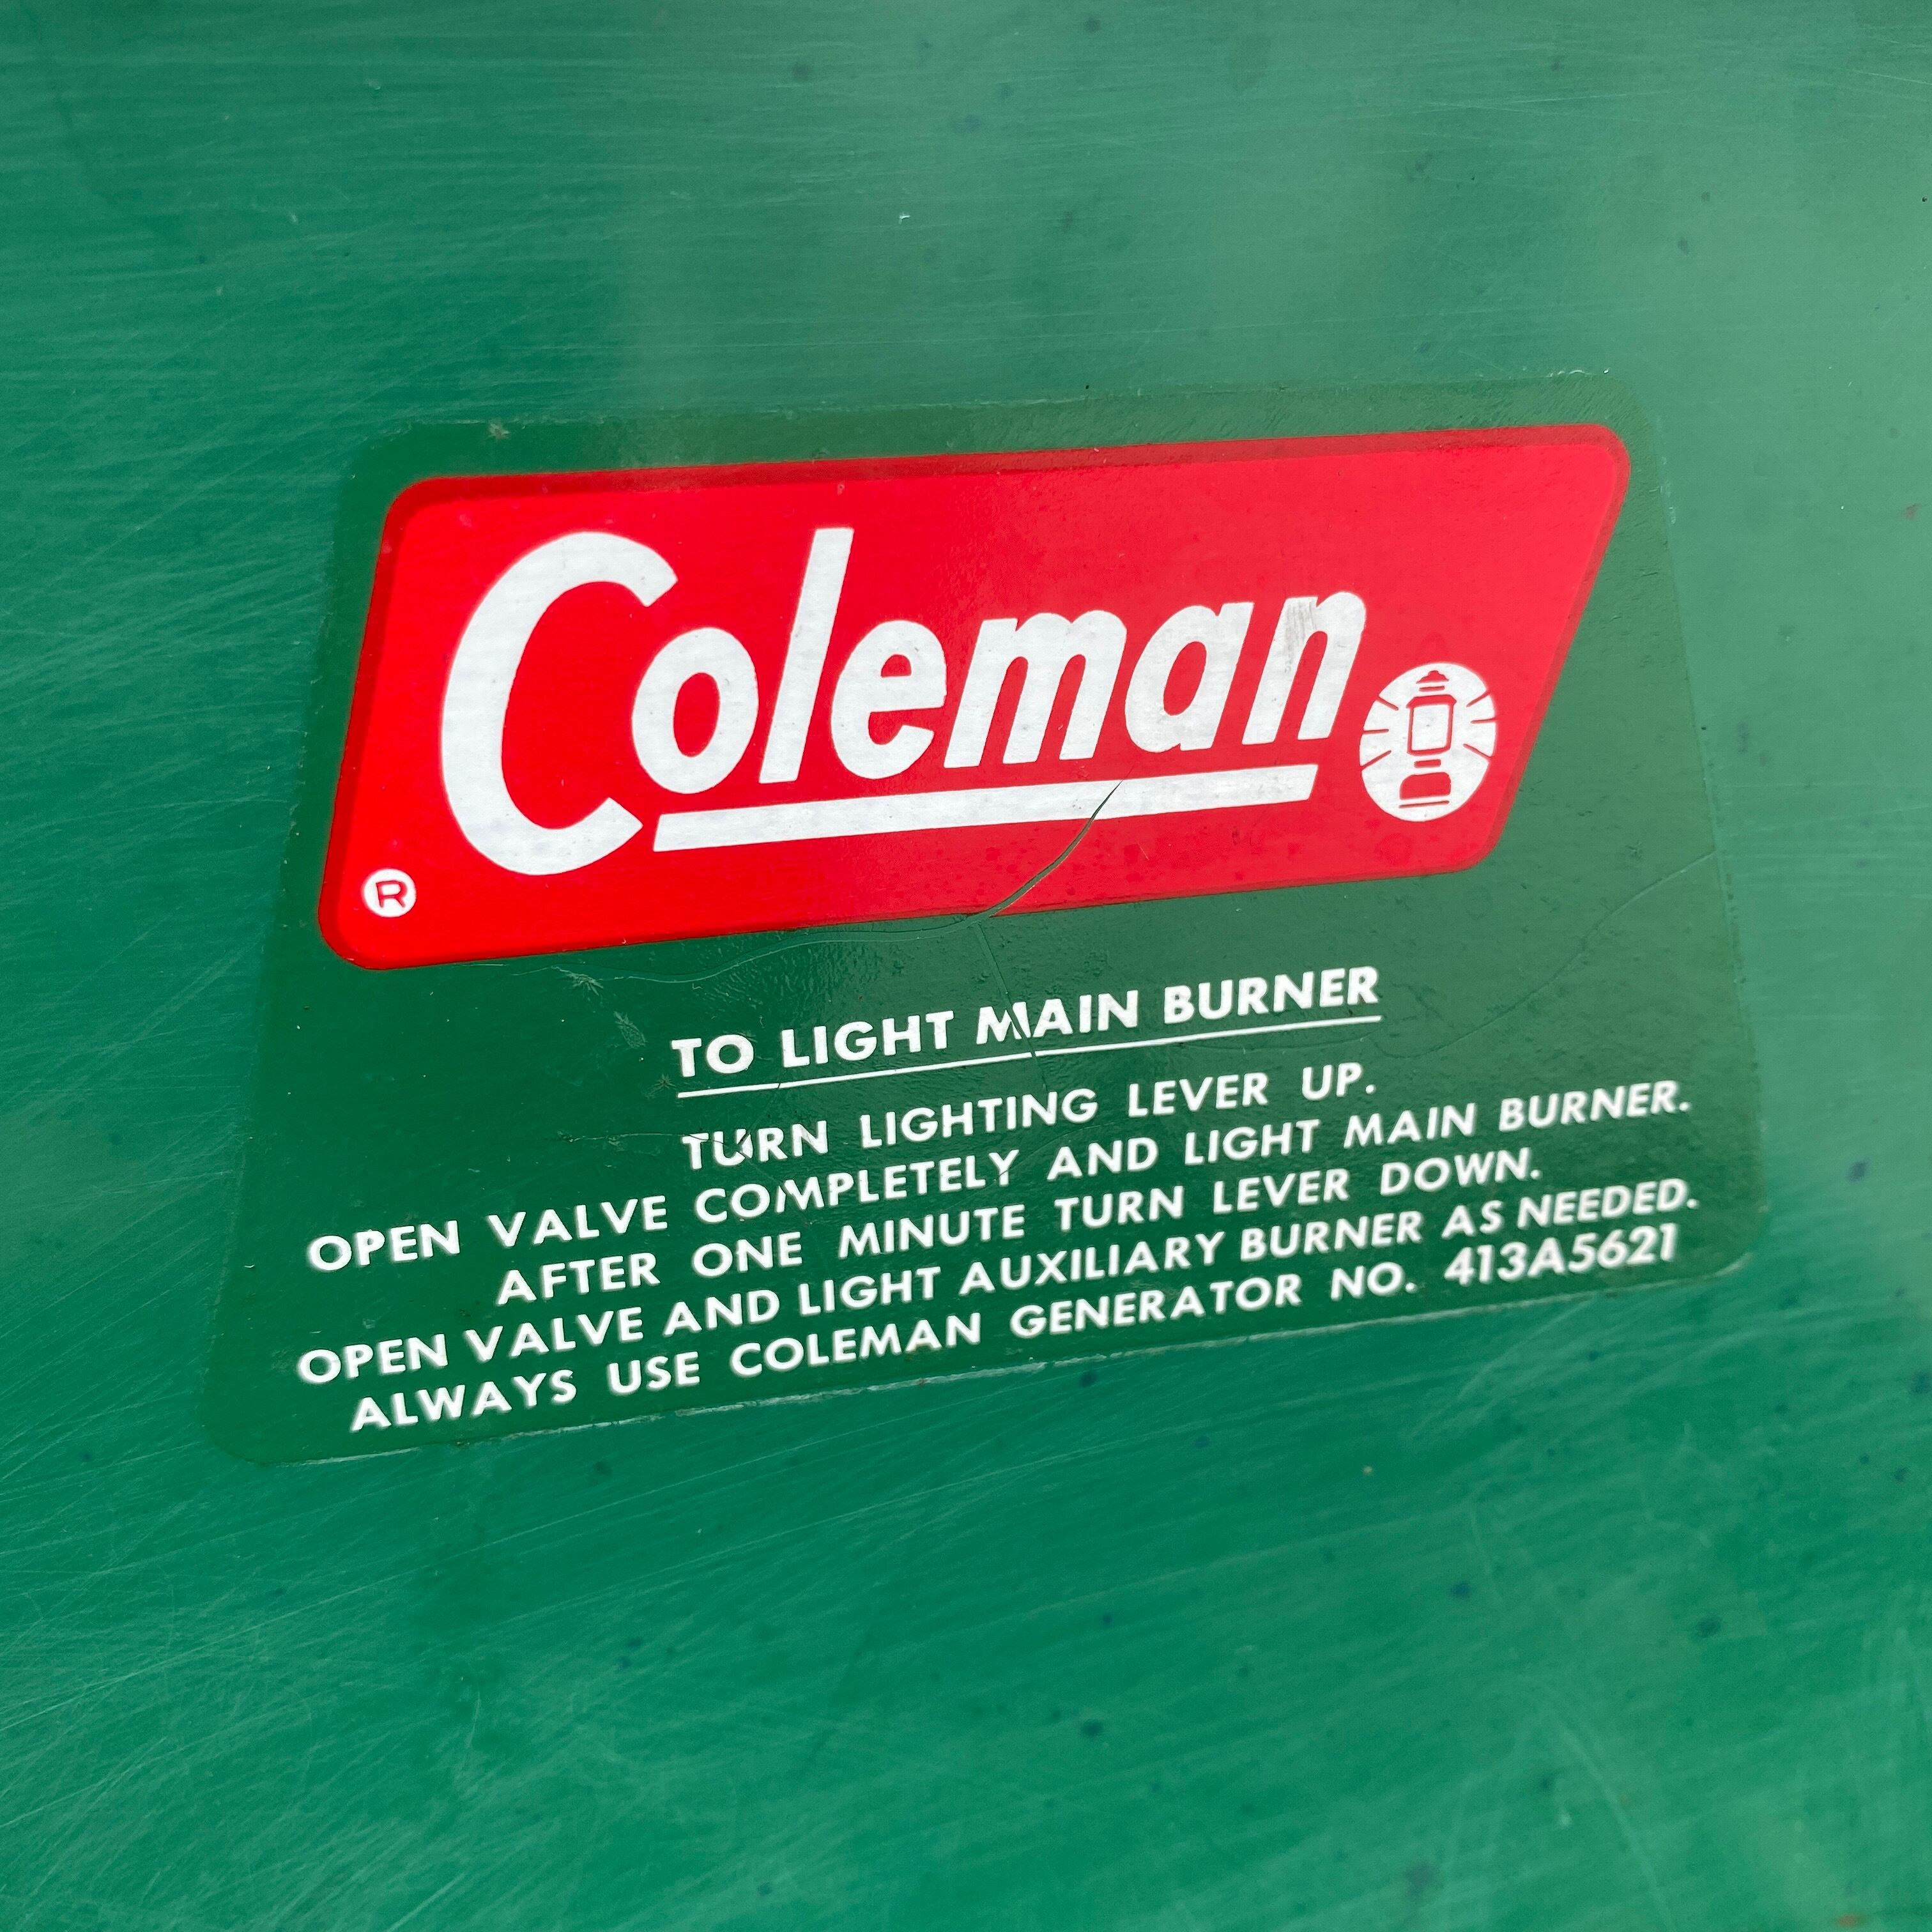 Coleman
®
TO LIGHT MAIN BURNER
TURN LIGHTING LEVER UP.
OPEN VALVE COMPLETELY AND LIGHT MAIN BURNER.
AFTER ONE MINUTE TURN LEVER DOWN.
OPEN VALVE AND LIGHT AUXILIARY BURNER AS NEEDED.
ALWAYS USE COLEMAN GENERATOR NO. 413A5621